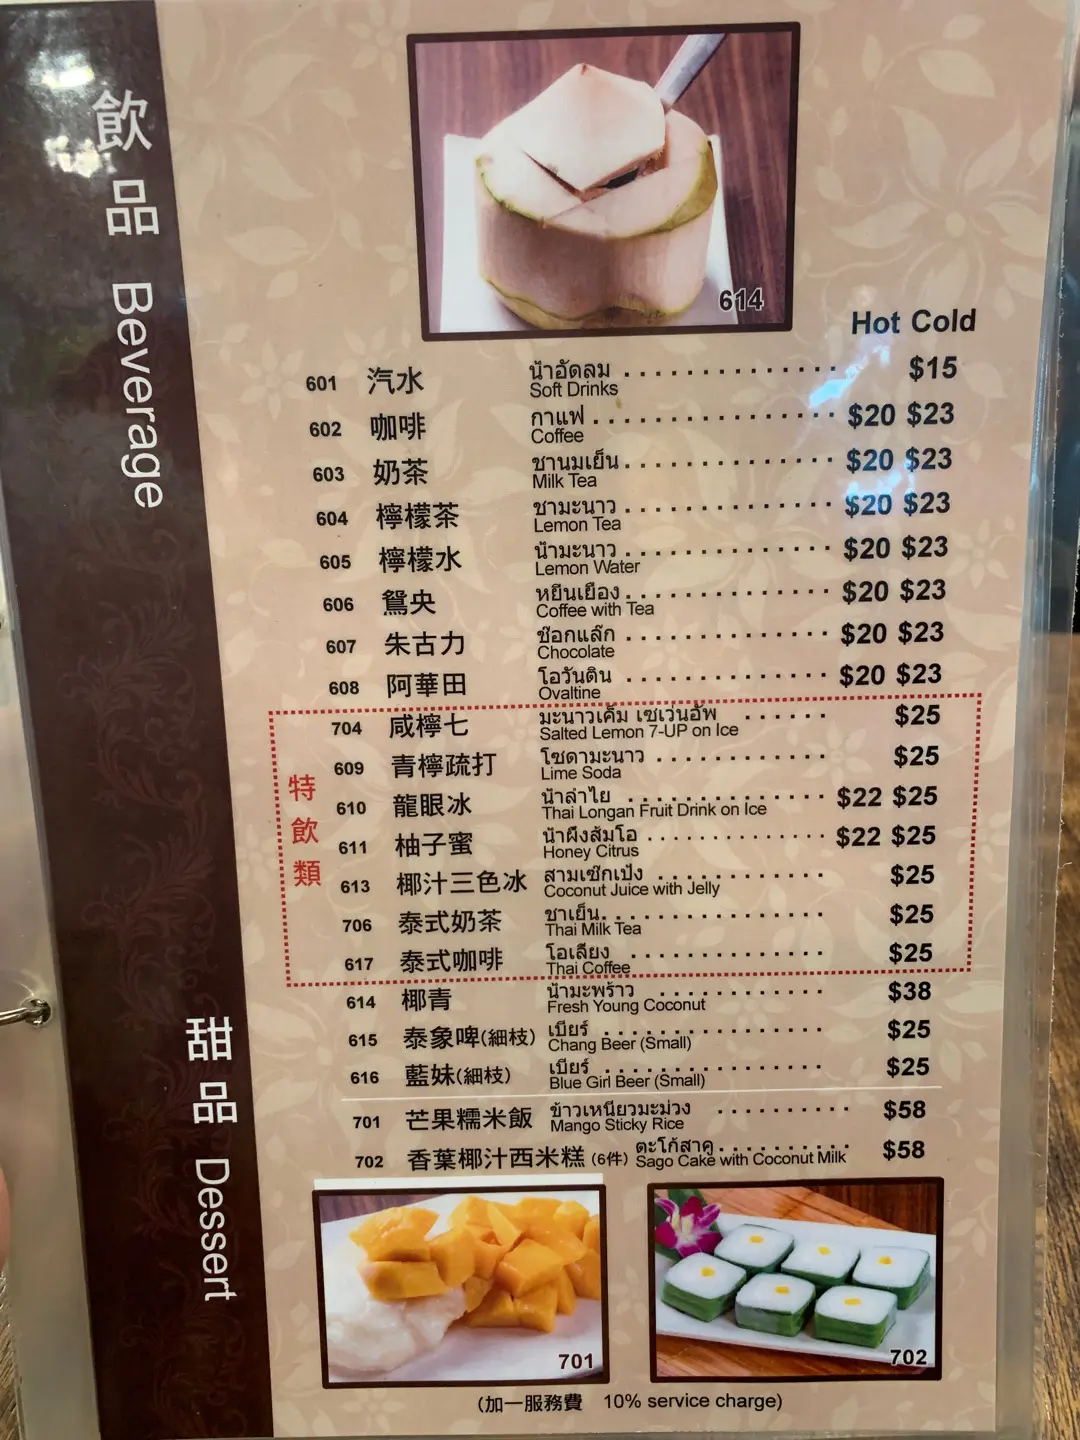 飲品 Beverage
614
Hot Cold
601 汽水 น้ำอัดลม Soft Drinks $15
602 咖啡 กาแฟ Coffee $20 $23
603 奶茶 ชานมเย็น Milk Tea $20 $23
604 檸檬茶 ชามะนาว Lemon Tea $20 $23
605 檸檬水 น้ำมะนาว Lemon Water $20 $23
606 鴛央 หยินเยือง Coffee with Tea $20 $23
607 朱古力 ช๊อกแล๊ก Chocolate $20 $23
608 阿華田 โอวันติน Ovaltine $20 $23
特飲類
704 咸檸七 มะนาวเค็ม เซเว่นอัพ Salted Lemon 7-UP on Ice $25
609 青檸疏打 โซดามะนาว Lime Soda $25
610 龍眼冰 น้ำลำไย Thai Longan Fruit Drink on Ice $22 $25
611 柚子蜜 น้ำผึ้งส้มโอ Honey Citrus $22 $25
613 椰汁三色冰 สามเซ๊กเป้ง Coconut Juice with Jelly $25
706 泰式奶茶 ชาเย็น Thai Milk Tea $25
617 泰式咖啡 โอเลี้ยง Thai Coffee $25
614 椰青 น้ำมะพร้าว Fresh Young Coconut $38
615 泰象啤(細枝) เบียร์ Chang Beer (Small) $25
616 藍妹(細枝) เบียร์ Blue Girl Beer (Small) $25
甜品 Dessert
701 芒果糯米飯 ข้าวเหนียวมะม่วง Mango Sticky Rice $58
702 香葉椰汁西米糕 (6件) ตะโก้สาคู Sago Cake with Coconut Milk $58
701
702
(加一服務費 10% service charge)